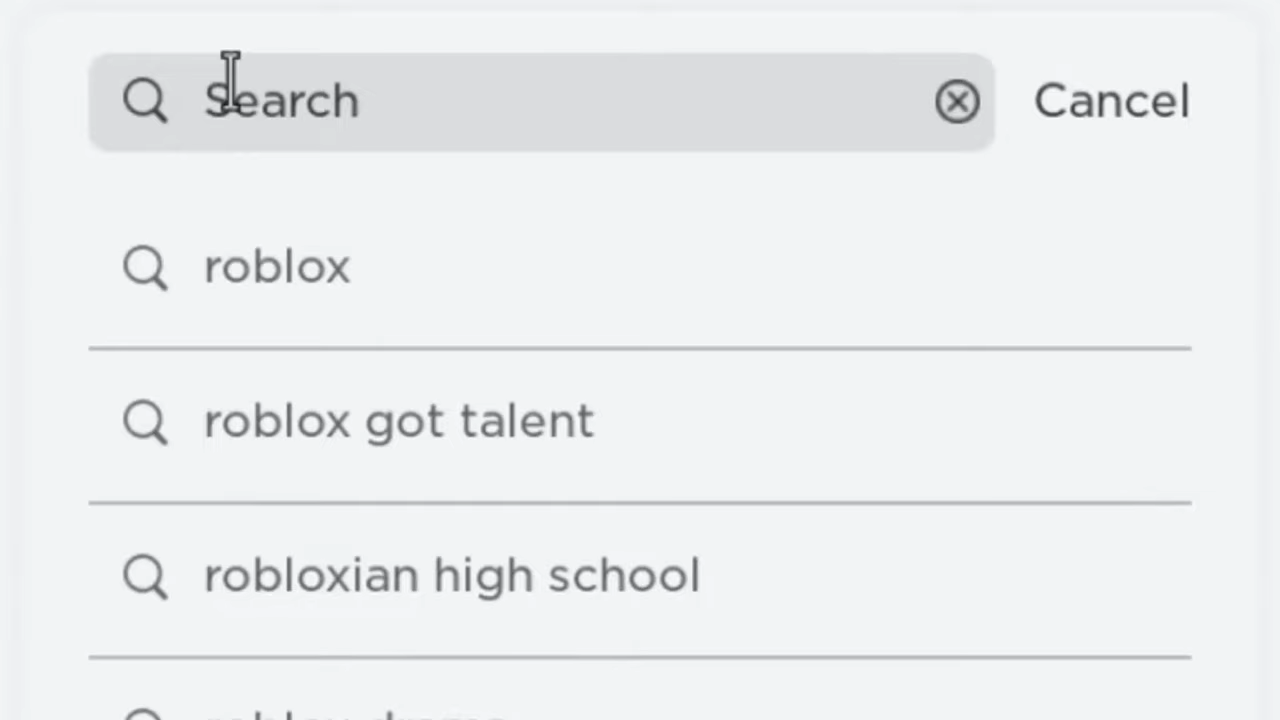 Search
Cancel
roblox
roblox got talent
robloxian high school